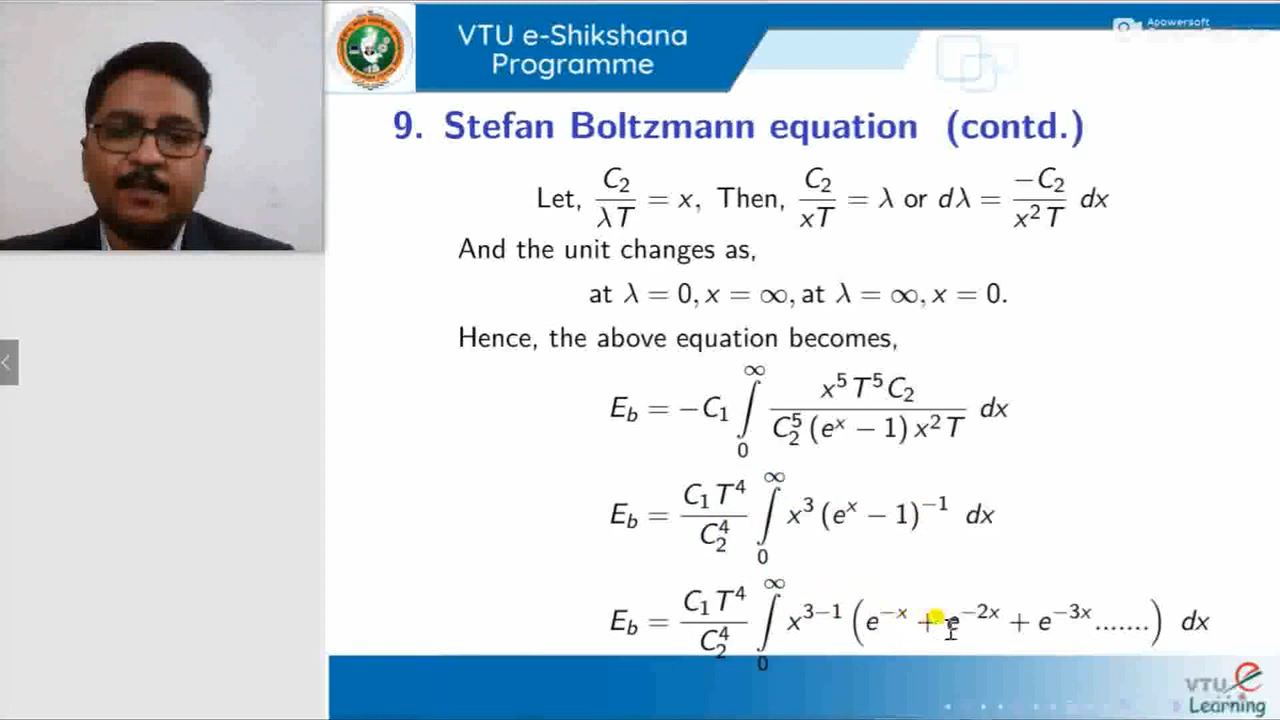 VTU e-Shikshana
Programme
Apowersoft
9. Stefan Boltzmann equation (contd.)
Let, C₂/λT = x, Then, C₂/xT = λ or dλ = −C₂/x²T dx
And the unit changes as,
at λ = 0, x = ∞, at λ = ∞, x = 0.
Hence, the above equation becomes,
E_b = −C₁ ∫₀^∞ x⁵T⁵C₂ / C₂⁵(eˣ − 1)x²T dx
E_b = C₁T⁴/C₂⁴ ∫₀^∞ x³(eˣ − 1)⁻¹ dx
E_b = C₁T⁴/C₂⁴ ∫₀^∞ x³⁻¹(e⁻ˣ + e⁻²ˣ + e⁻³ˣ.......) dx
VTU e
Learning